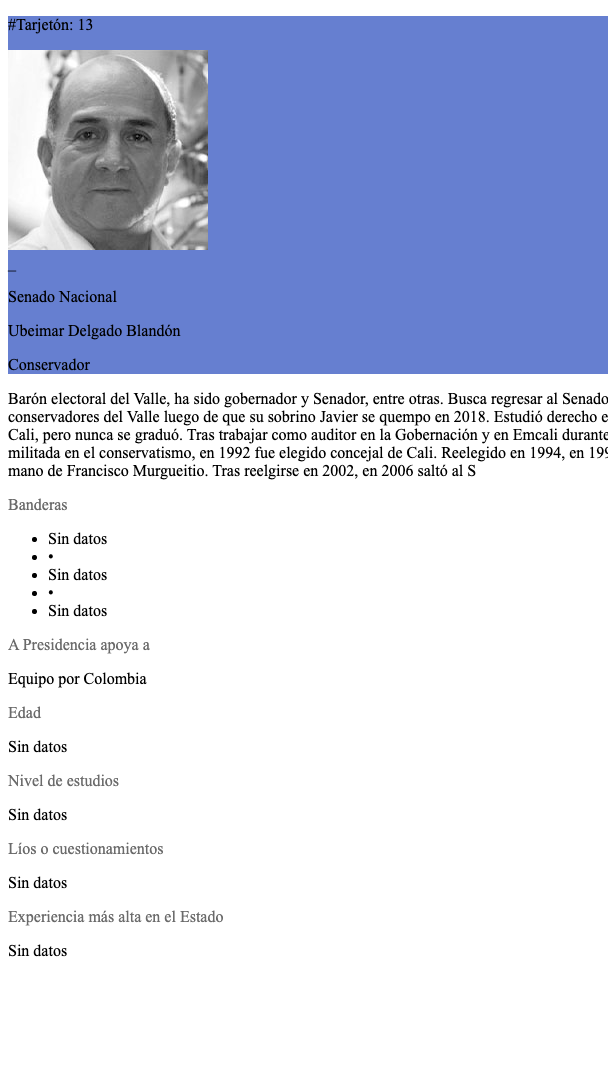 #Tarjetón: 13
_
Senado Nacional
Ubeimar Delgado Blandón
Conservador
Barón electoral del Valle, ha sido gobernador y Senador, entre otras. Busca regresar al Senado
conservadores del Valle luego de que su sobrino Javier se quempo en 2018. Estudió derecho e
Cali, pero nunca se graduó. Tras trabajar como auditor en la Gobernación y en Emcali durante
militada en el conservatismo, en 1992 fue elegido concejal de Cali. Reelegido en 1994, en 199
mano de Francisco Murgueitio. Tras reelgirse en 2002, en 2006 saltó al S
Banderas
• Sin datos
• •
• Sin datos
• •
• Sin datos
A Presidencia apoya a
Equipo por Colombia
Edad
Sin datos
Nivel de estudios
Sin datos
Líos o cuestionamientos
Sin datos
Experiencia más alta en el Estado
Sin datos